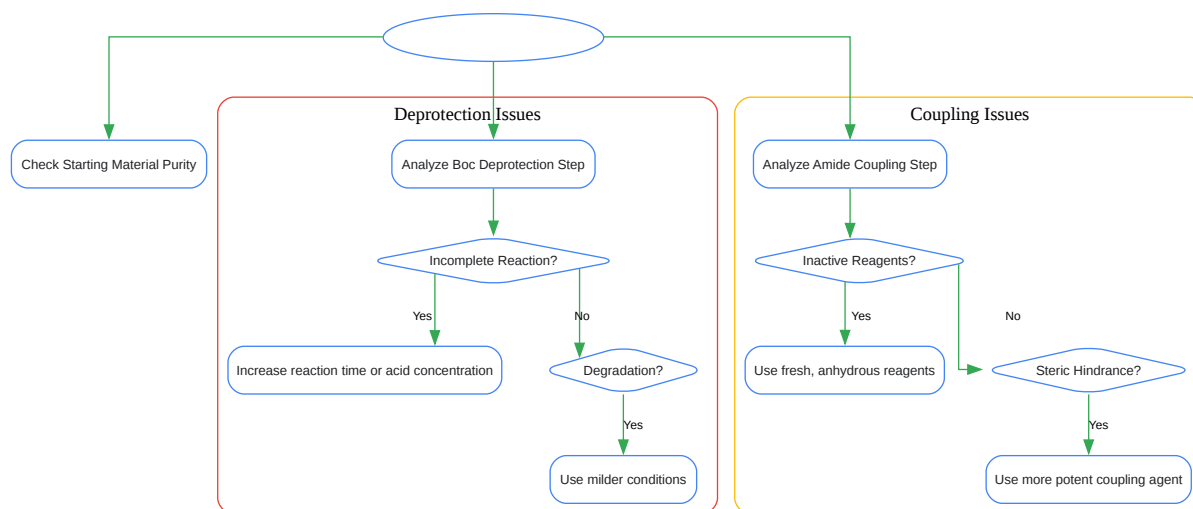 Deprotection Issues
Coupling Issues
Check Starting Material Purity
Analyze Boc Deprotection Step
Analyze Amide Coupling Step
Incomplete Reaction?
Inactive Reagents?
Yes
No
Yes
No
Increase reaction time or acid concentration
Degradation?
Use fresh, anhydrous reagents
Steric Hindrance?
Yes
Yes
Use milder conditions
Use more potent coupling agent